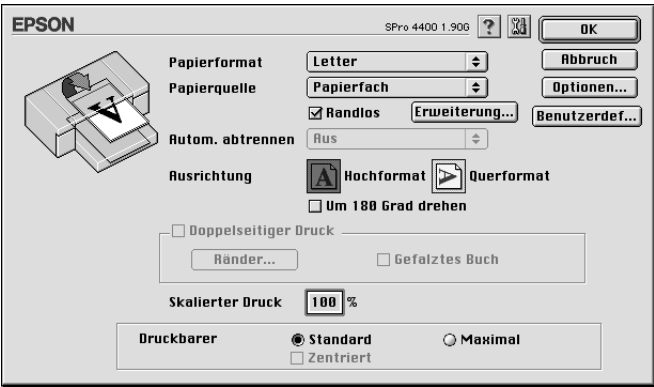 EPSON SPro 4400 1.90G ? OK
Papierformat Letter Abbruch
Papierquelle Papierfach Optionen...
Randlos Erweiterung... Benutzerdef...
Autom. abtrennen Aus
Ausrichtung A Hochformat A Querformat
Um 180 Grad drehen
Doppelseitiger Druck
Ränder... Gefalztes Buch
Skalierter Druck 100 %
Druckbarer Standard Maximal
Zentriert